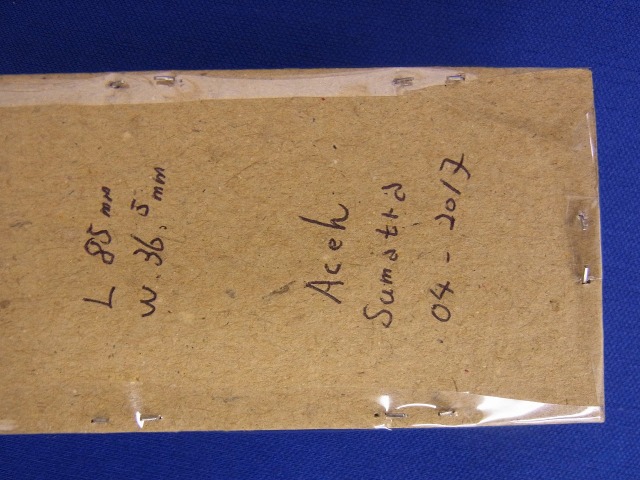 L 85 mm
W. 36.5 mm
Aceh
Sumatra
04 - 2017